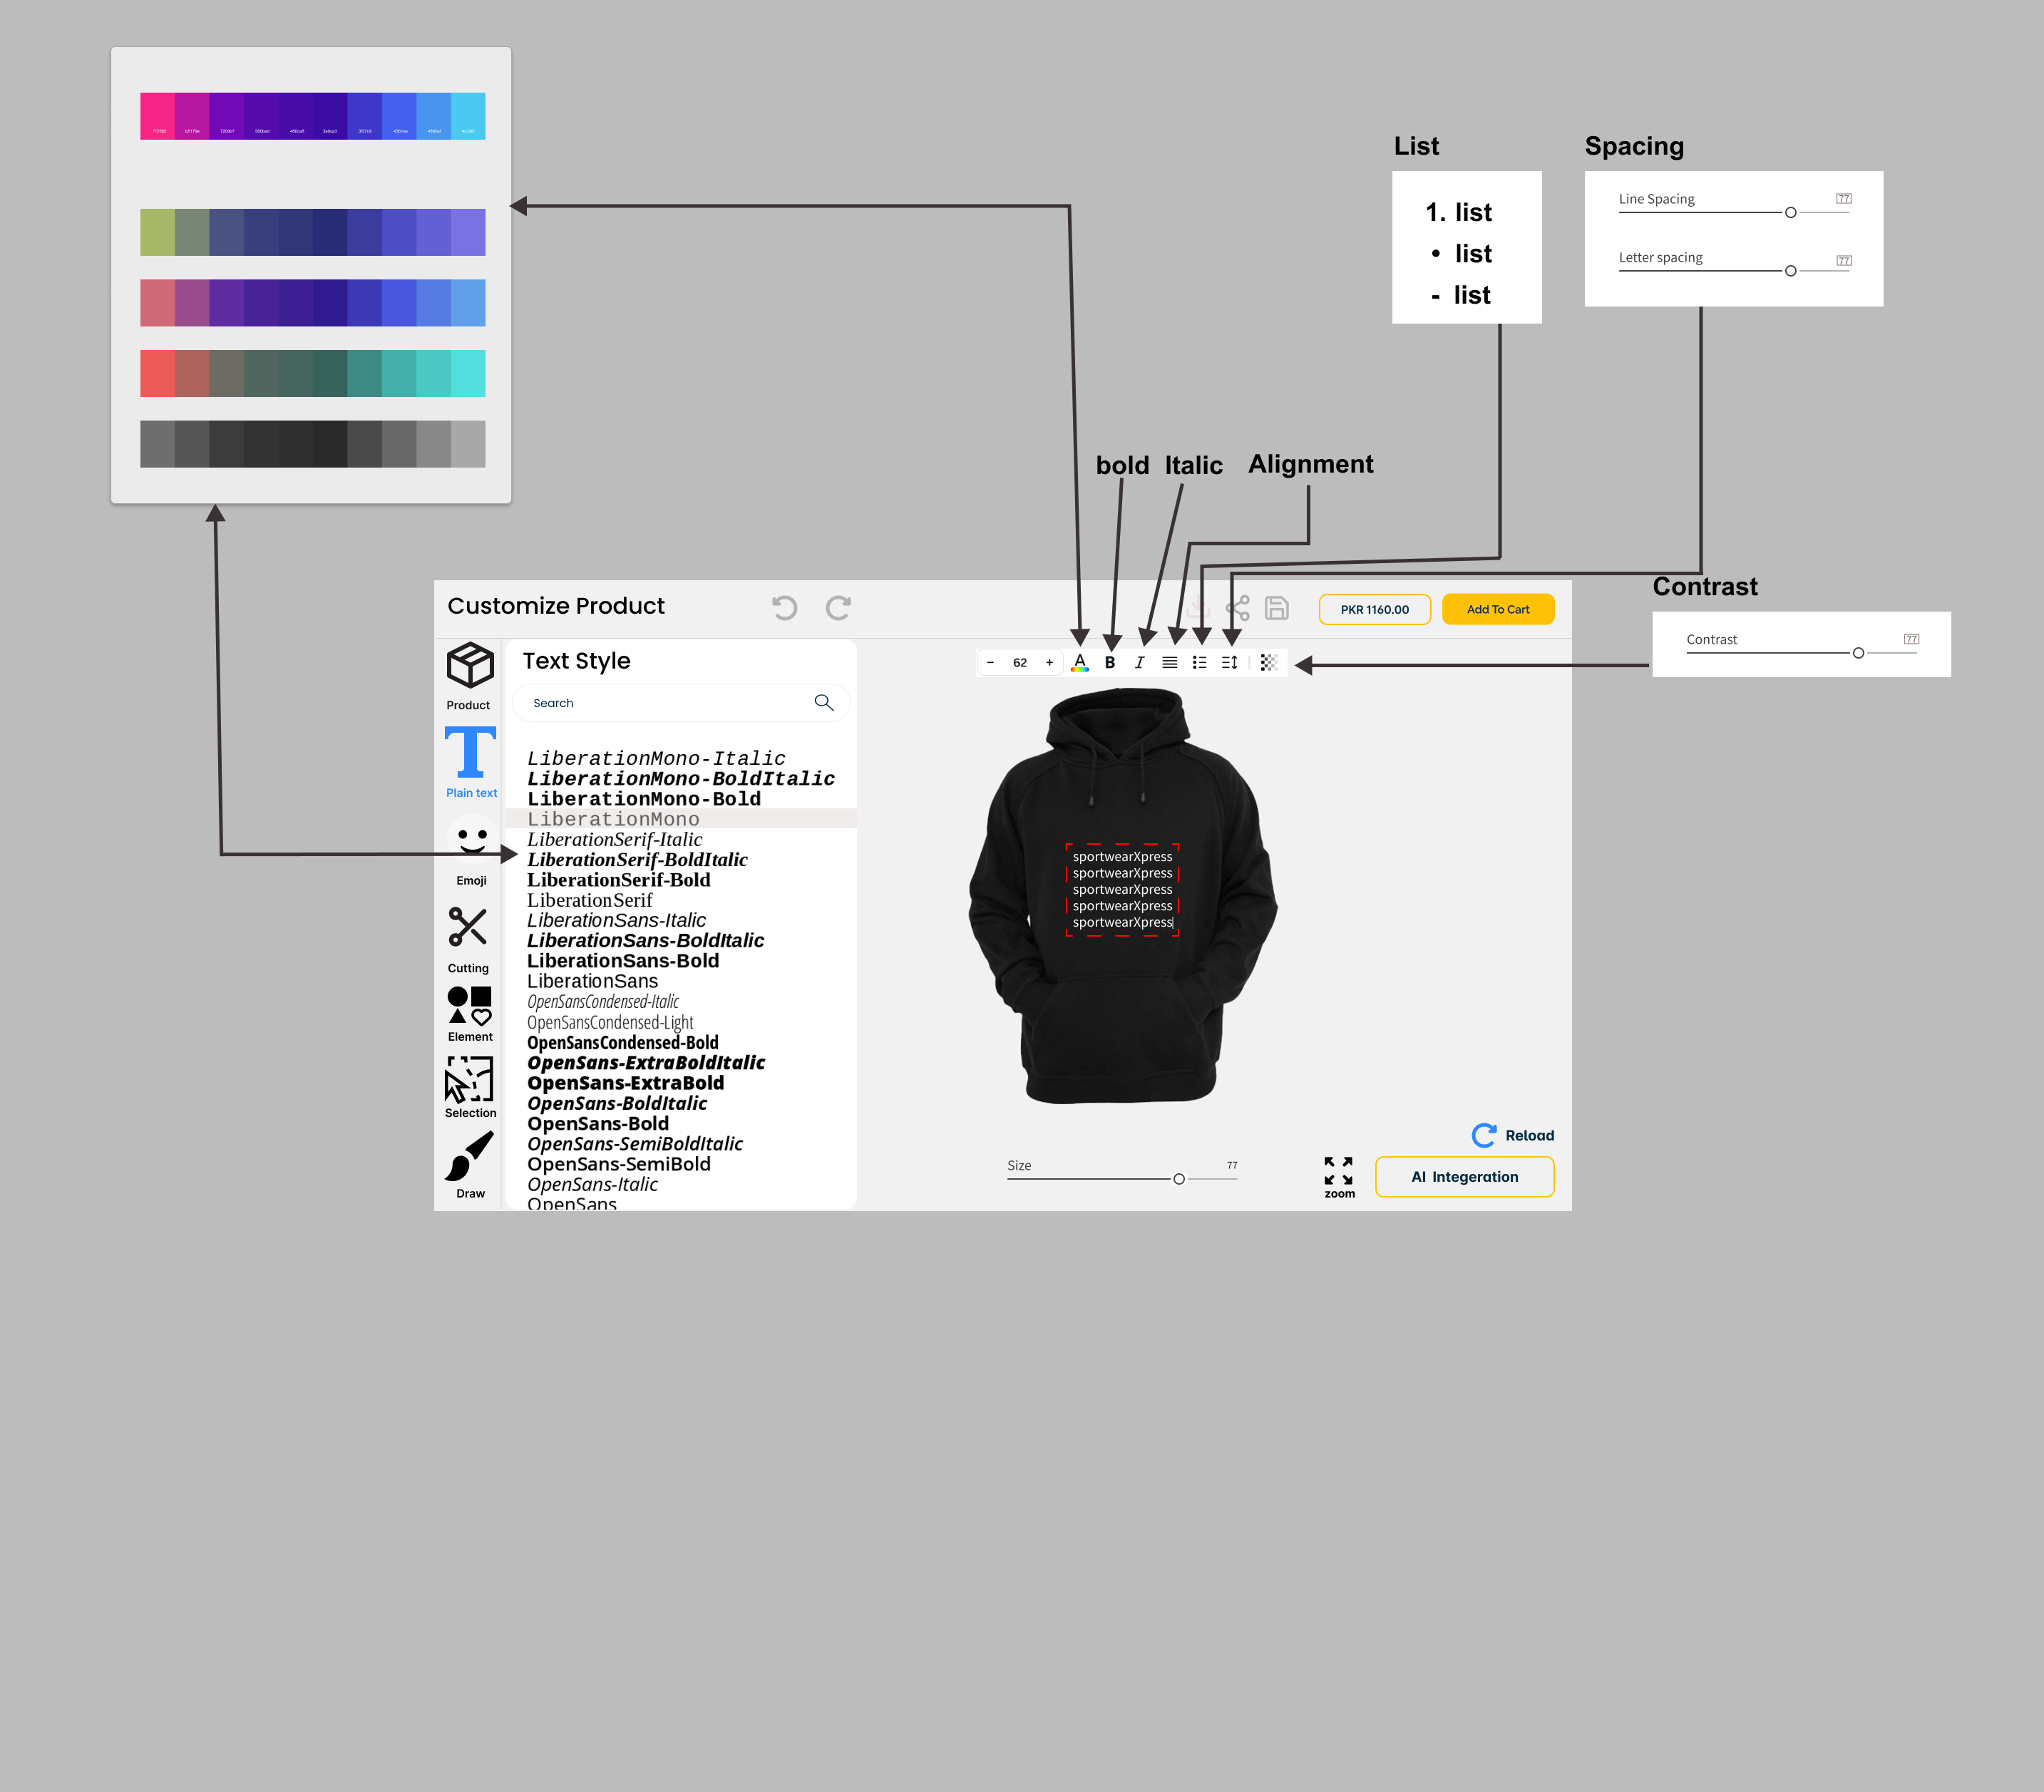 List
1. list
• list
- list
Spacing
Line Spacing 77
Letter spacing 77
bold Italic Alignment
Contrast
Contrast 77
Customize Product
PKR 1160.00
Add To Cart
Product
Plain text
Emoji
Cutting
Element
Selection
Draw
Text Style
Search
LiberationMono-Italic
LiberationMono-BoldItalic
LiberationMono-Bold
LiberationMono
LiberationSerif-Italic
LiberationSerif-BoldItalic
LiberationSerif-Bold
LiberationSerif
LiberationSans-Italic
LiberationSans-BoldItalic
LiberationSans-Bold
LiberationSans
OpenSansCondensed-Italic
OpenSansCondensed-Light
OpenSansCondensed-Bold
OpenSans-ExtraBoldItalic
OpenSans-ExtraBold
OpenSans-BoldItalic
OpenSans-Bold
OpenSans-SemiBoldItalic
OpenSans-SemiBold
OpenSans-Italic
OpenSans
− 62 + A B I
sportwearXpress
sportwearXpress
sportwearXpress
sportwearXpress
sportwearXpress
Size 77
zoom
Reload
AI Integeration